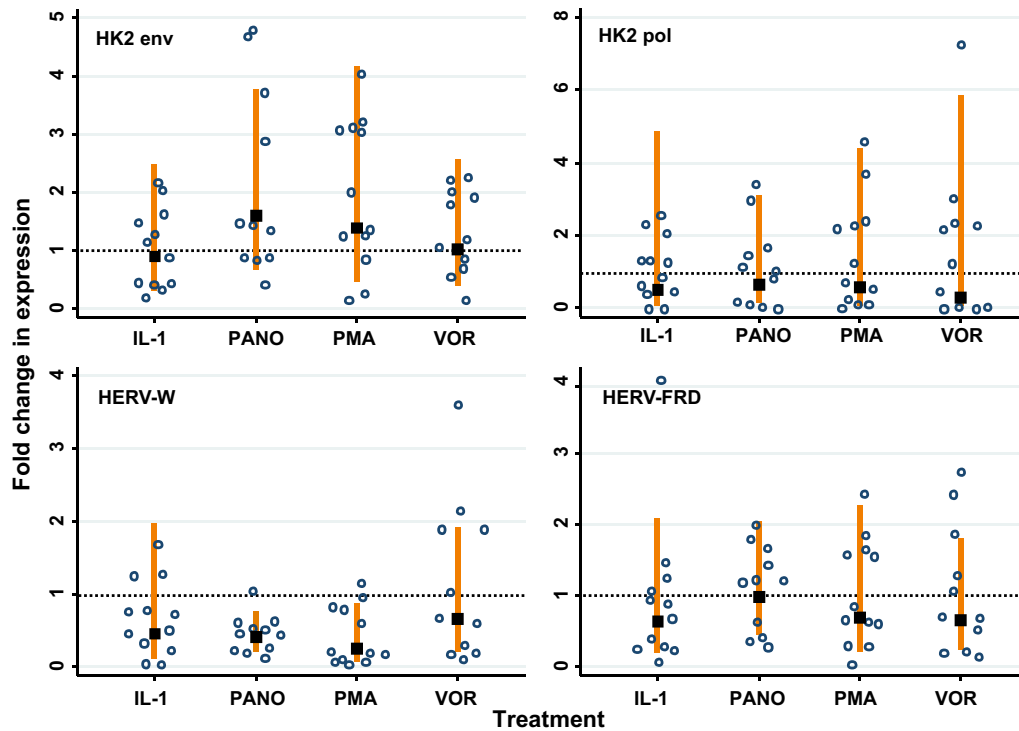 Fold change in expression
HK2 env
5
4
3
2
1
0
IL-1 PANO PMA VOR
HK2 pol
8
6
4
2
0
IL-1 PANO PMA VOR
HERV-W
4
3
2
1
0
IL-1 PANO PMA VOR
HERV-FRD
4
3
2
1
0
IL-1 PANO PMA VOR
Treatment